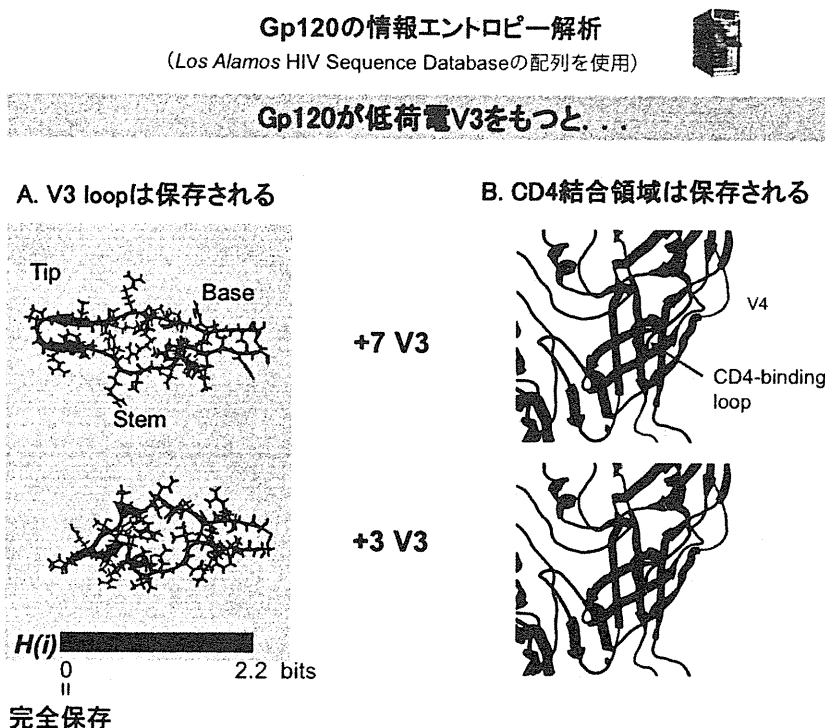 Gp120の情報エントロピー解析
(Los Alamos HIV Sequence Databaseの配列を使用)
Gp120が低荷電V3をもつと. . .
A. V3 loopは保存される
B. CD4結合領域は保存される
Tip
Base
Stem
+7 V3
V4
CD4-binding
loop
+3 V3
H(i)
0
2.2 bits
=
完全保存